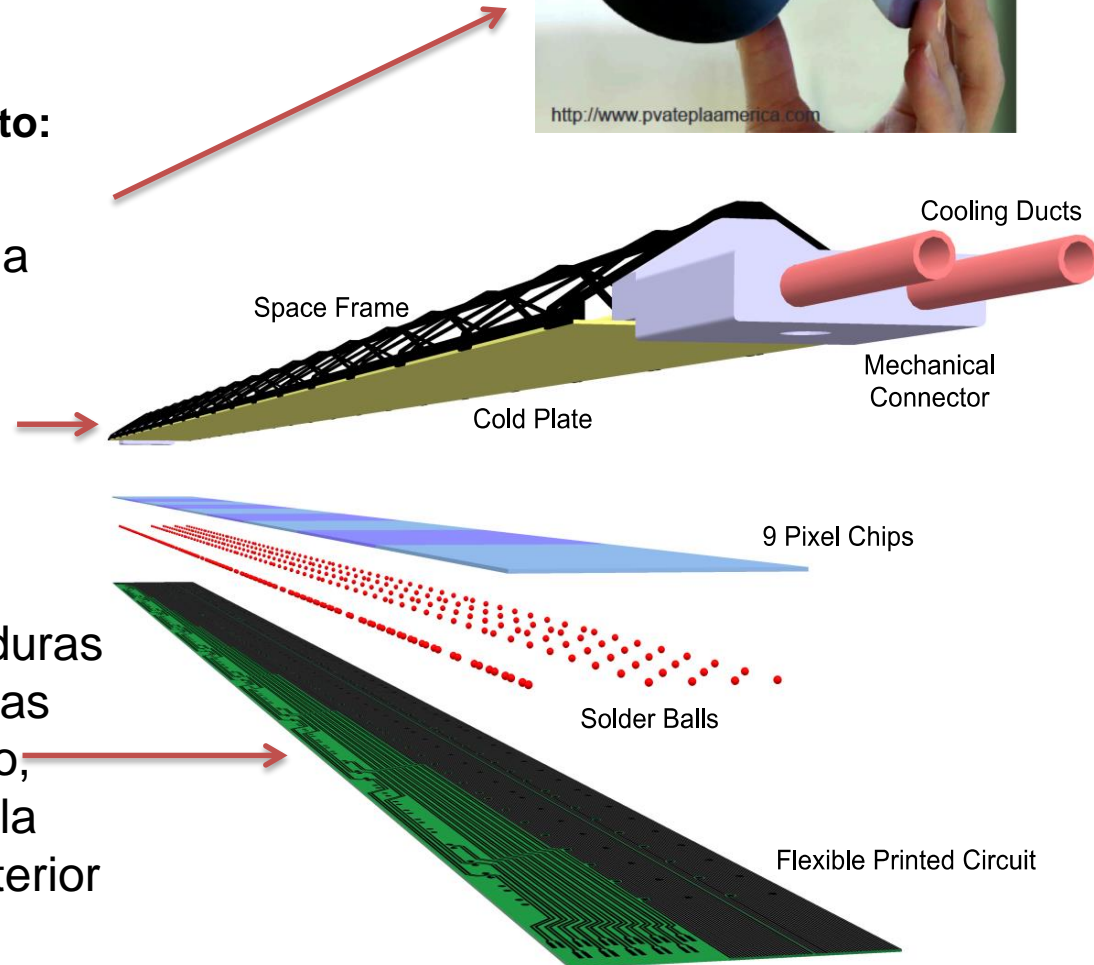 http://www.pvateplaamerica.com
to:
a
Cooling Ducts
Space Frame
Mechanical
Connector
Cold Plate
9 Pixel Chips
duras
as
Solder Balls
o,
la
Flexible Printed Circuit
terior